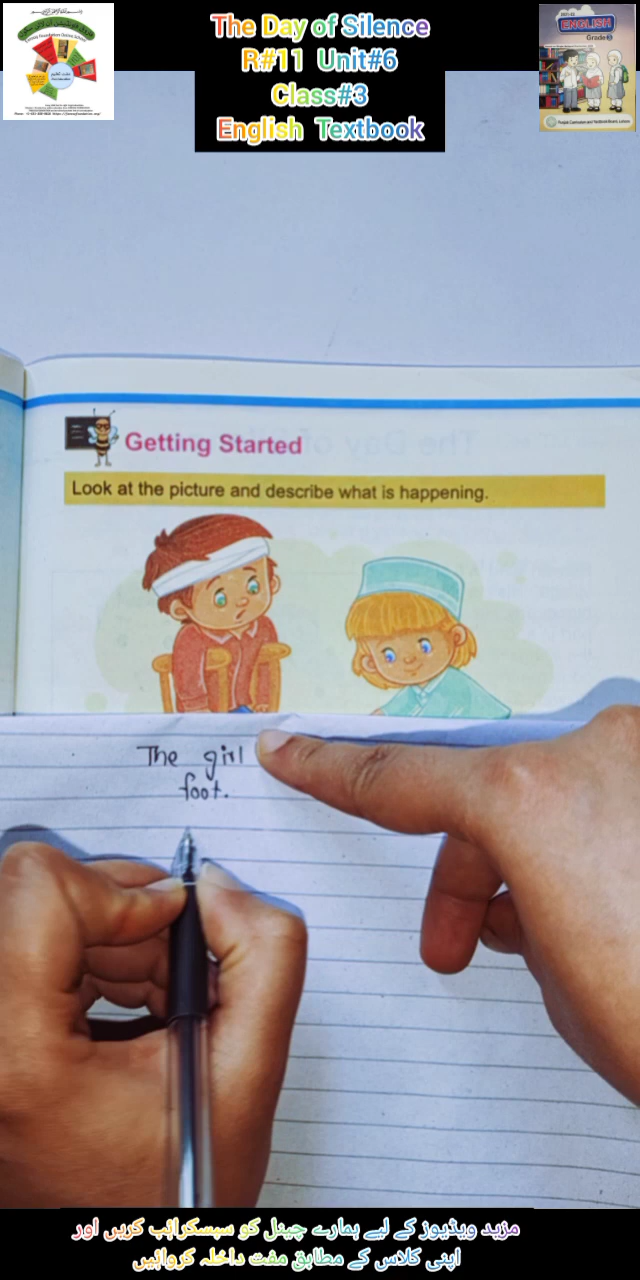 The Day of Silence
R#11 Unit#6
Class#3
English Textbook
ENGLISH
Grade 3
Getting Started
Look at the picture and describe what is happening.
The girl
foot.
مزید ویڈیوز کے لیے ہمارے چینل کو سبسکرائب کریں اور
اپنی کلاس کے مطابق مفت داخلہ کروائیں